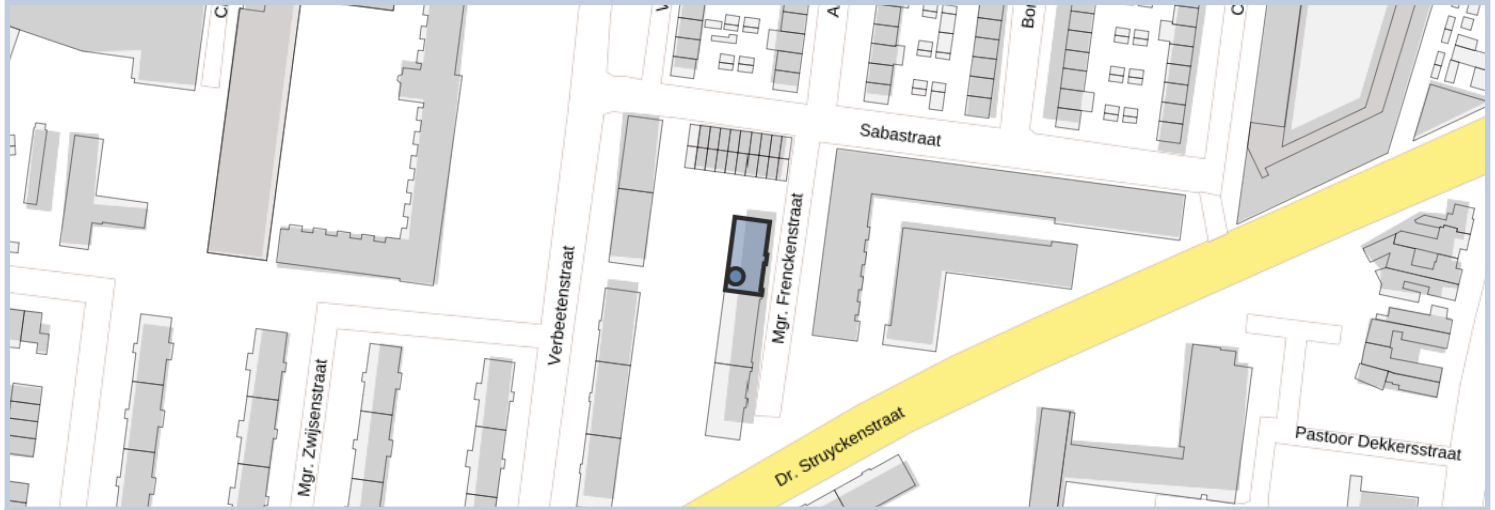 Sabastraat
Mgr. Frenckenstraat
Verbeetenstraat
Mgr. Zwijsenstraat
Dr. Struyckenstraat
Pastoor Dekkersstraat